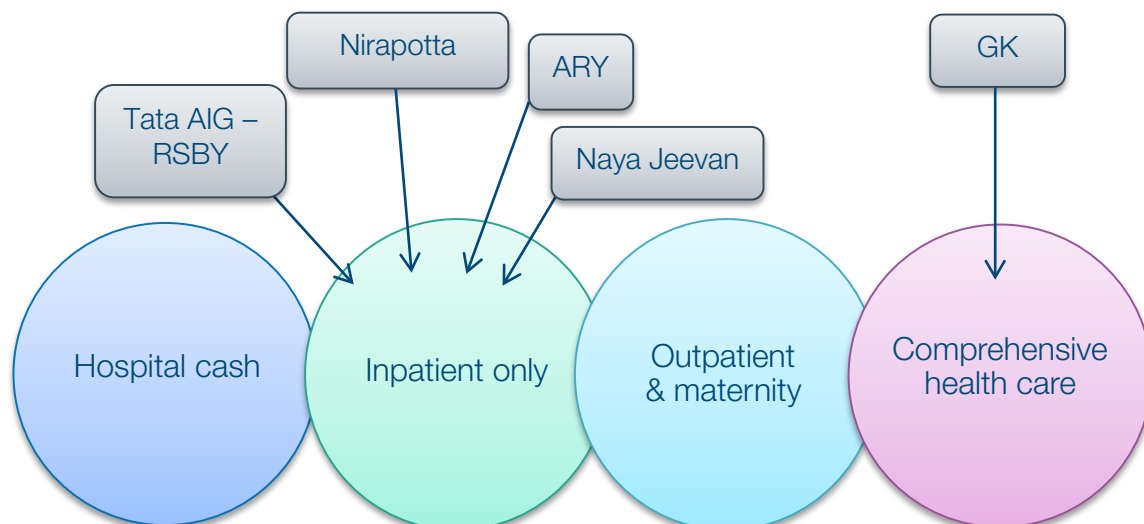 Nirapotta
ARY
GK
Tata AIG –
RSBY
Naya Jeevan
Hospital cash
Inpatient only
Outpatient
& maternity
Comprehensive
health care